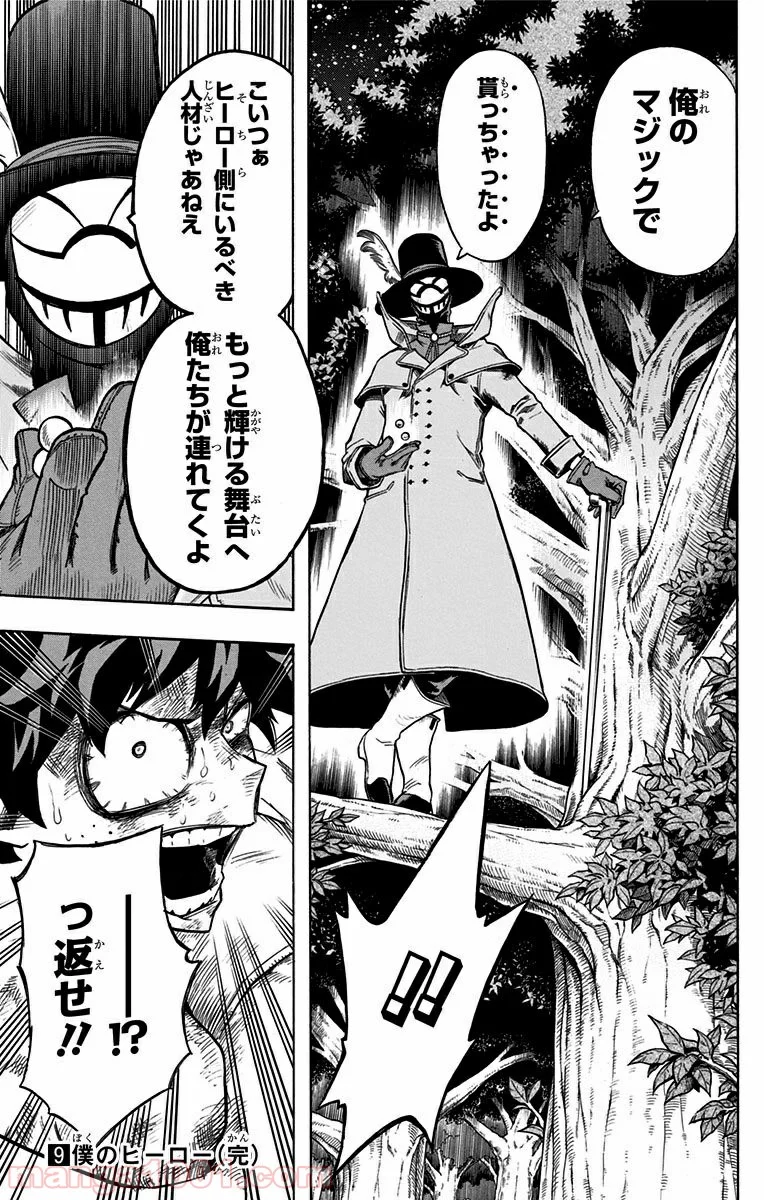 俺の
マジックで
貰っちゃったよ
!!
こいつぁ
ヒーロー側にいるべき
人材じゃあねえ
もっと輝ける舞台へ
俺たちが連れてくよ
――!?
っ返せ!!
9僕のヒーロー(完)